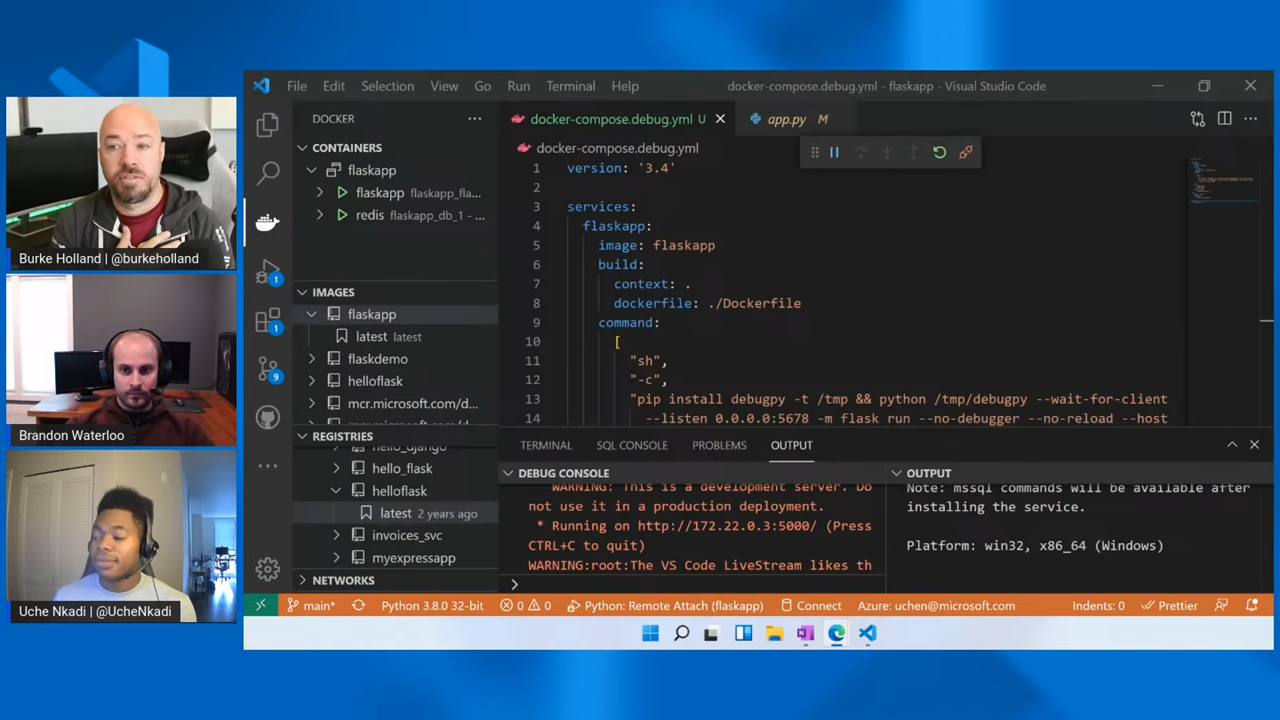 File Edit Selection View Go Run Terminal Help
docker-compose.debug.yml - flaskapp - Visual Studio Code
DOCKER
docker-compose.debug.yml U
app.py M
CONTAINERS
flaskapp
flaskapp flaskapp_fla...
redis flaskapp_db_1 - ...
IMAGES
flaskapp
latest latest
flaskdemo
helloflask
mcr.microsoft.com/d...
REGISTRIES
hello_django
hello_flask
helloflask
latest 2 years ago
invoices_svc
myexpressapp
NETWORKS
docker-compose.debug.yml
1 version: '3.4'
2
3 services:
4 flaskapp:
5 image: flaskapp
6 build:
7 context: .
8 dockerfile: ./Dockerfile
9 command:
10 [
11 "sh",
12 "-c",
13 "pip install debugpy -t /tmp && python /tmp/debugpy --wait-for-client
14 --listen 0.0.0.0:5678 -m flask run --no-debugger --no-reload --host
TERMINAL SQL CONSOLE PROBLEMS OUTPUT
DEBUG CONSOLE
WARNING: This is a development server. Do
not use it in a production deployment.
* Running on http://172.22.0.3:5000/ (Press
CTRL+C to quit)
WARNING:root:The VS Code LiveStream likes th
OUTPUT
Note: mssql commands will be available after
installing the service.
Platform: win32, x86_64 (Windows)
1
1
9
main* Python 3.8.0 32-bit 0 0 Python: Remote Attach (flaskapp) Connect Azure: uchen@microsoft.com Indents: 0 Prettier
Burke Holland | @burkeholland
Brandon Waterloo
Uche Nkadi | @UcheNkadi